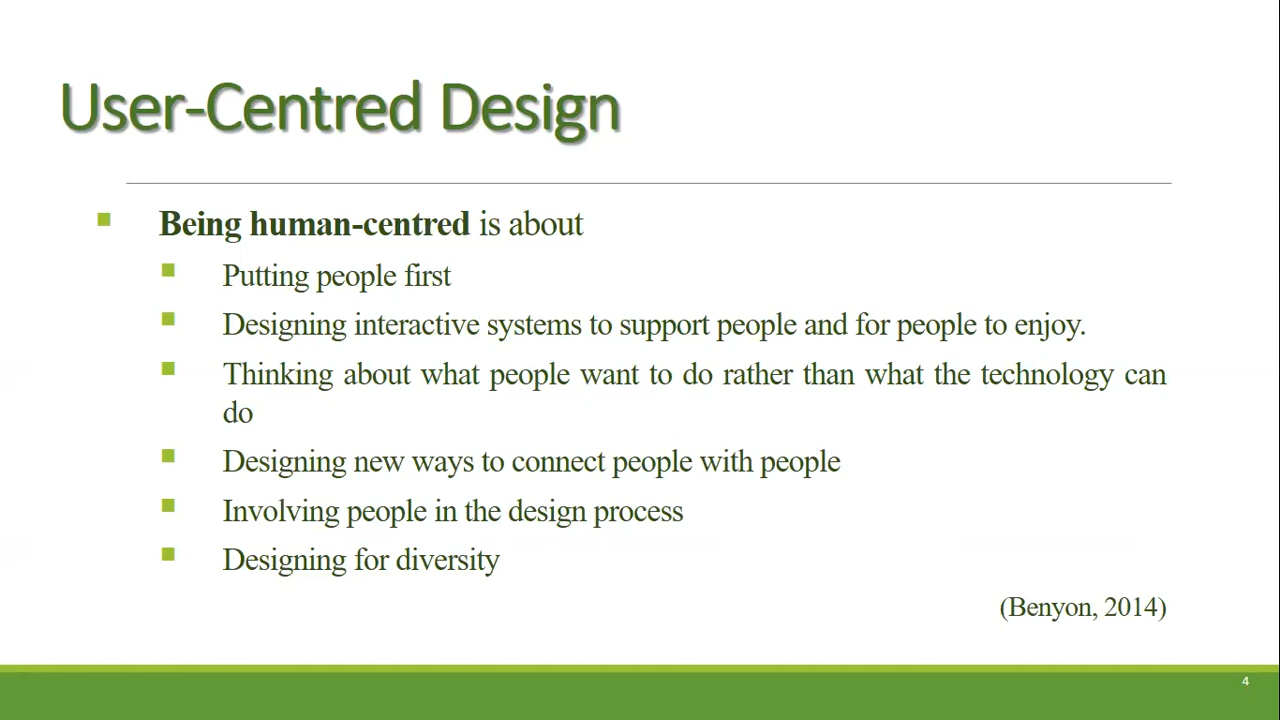 User-Centred Design
Being human-centred is about
Putting people first
Designing interactive systems to support people and for people to enjoy.
Thinking about what people want to do rather than what the technology can
do
Designing new ways to connect people with people
Involving people in the design process
Designing for diversity
(Benyon, 2014)
4